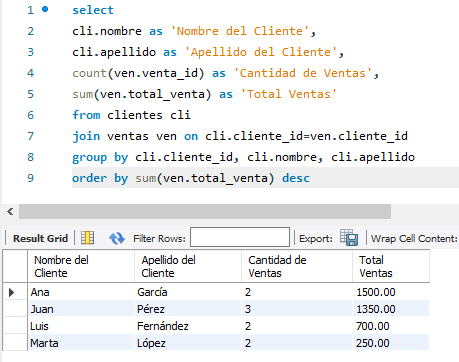 1 select
2 cli.nombre as 'Nombre del Cliente',
3 cli.apellido as 'Apellido del Cliente',
4 count(ven.venta_id) as 'Cantidad de Ventas',
5 sum(ven.total_venta) as 'Total Ventas'
6 from clientes cli
7 join ventas ven on cli.cliente_id=ven.cliente_id
8 group by cli.cliente_id, cli.nombre, cli.apellido
9 order by sum(ven.total_venta) desc
Result Grid Filter Rows: Export: Wrap Cell Content:
Nombre del Cliente Apellido del Cliente Cantidad de Ventas Total Ventas
Ana García 2 1500.00
Juan Pérez 3 1350.00
Luis Fernández 2 700.00
Marta López 2 250.00